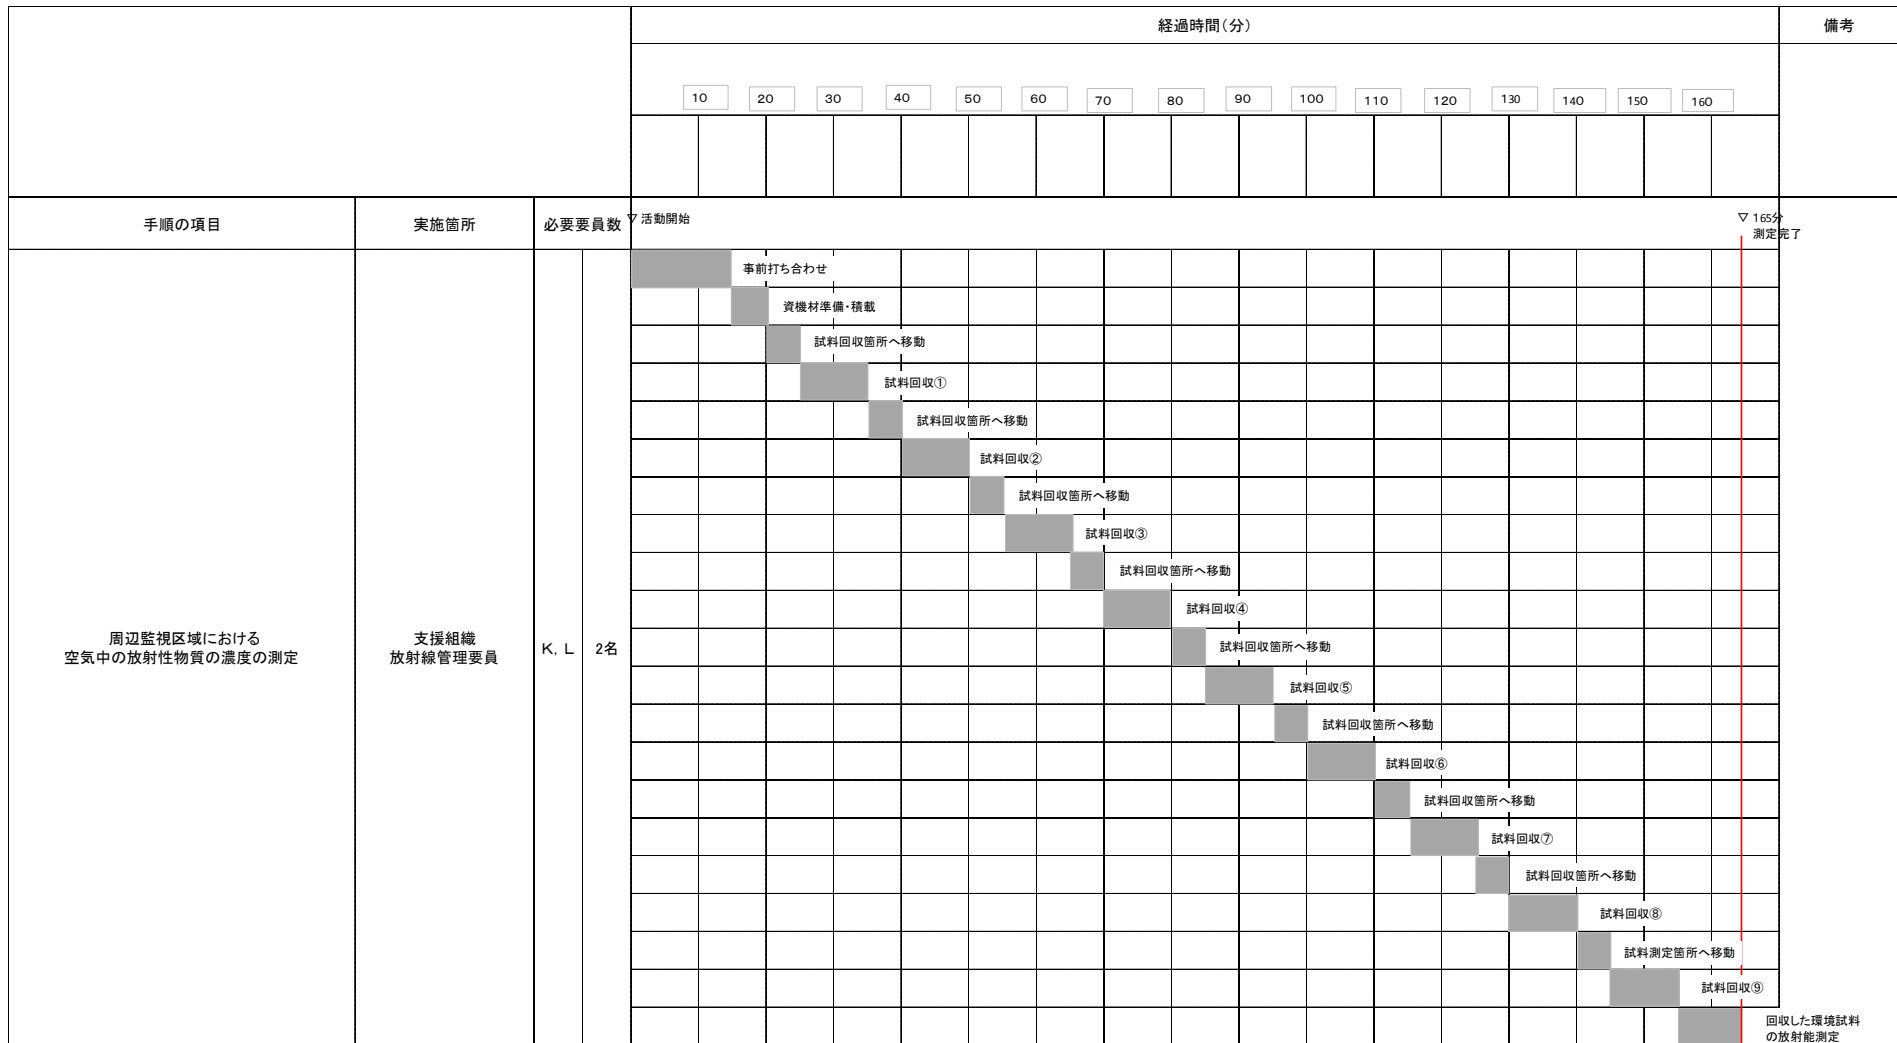 経過時間(分)
備考
10 20 30 40 50 60 70 80 90 100 110 120 130 140 150 160
手順の項目
実施箇所
必要要員数
▽ 活動開始
▽ 165分
測定完了
事前打ち合わせ
資機材準備・積載
試料回収箇所へ移動
試料回収①
試料回収箇所へ移動
試料回収②
試料回収箇所へ移動
試料回収③
試料回収箇所へ移動
試料回収④
周辺監視区域における
空気中の放射性物質の濃度の測定
支援組織
放射線管理要員
K, L
2名
試料回収箇所へ移動
試料回収⑤
試料回収箇所へ移動
試料回収⑥
試料回収箇所へ移動
試料回収⑦
試料回収箇所へ移動
試料回収⑧
試料測定箇所へ移動
試料回収⑨
回収した環境試料
の放射能測定